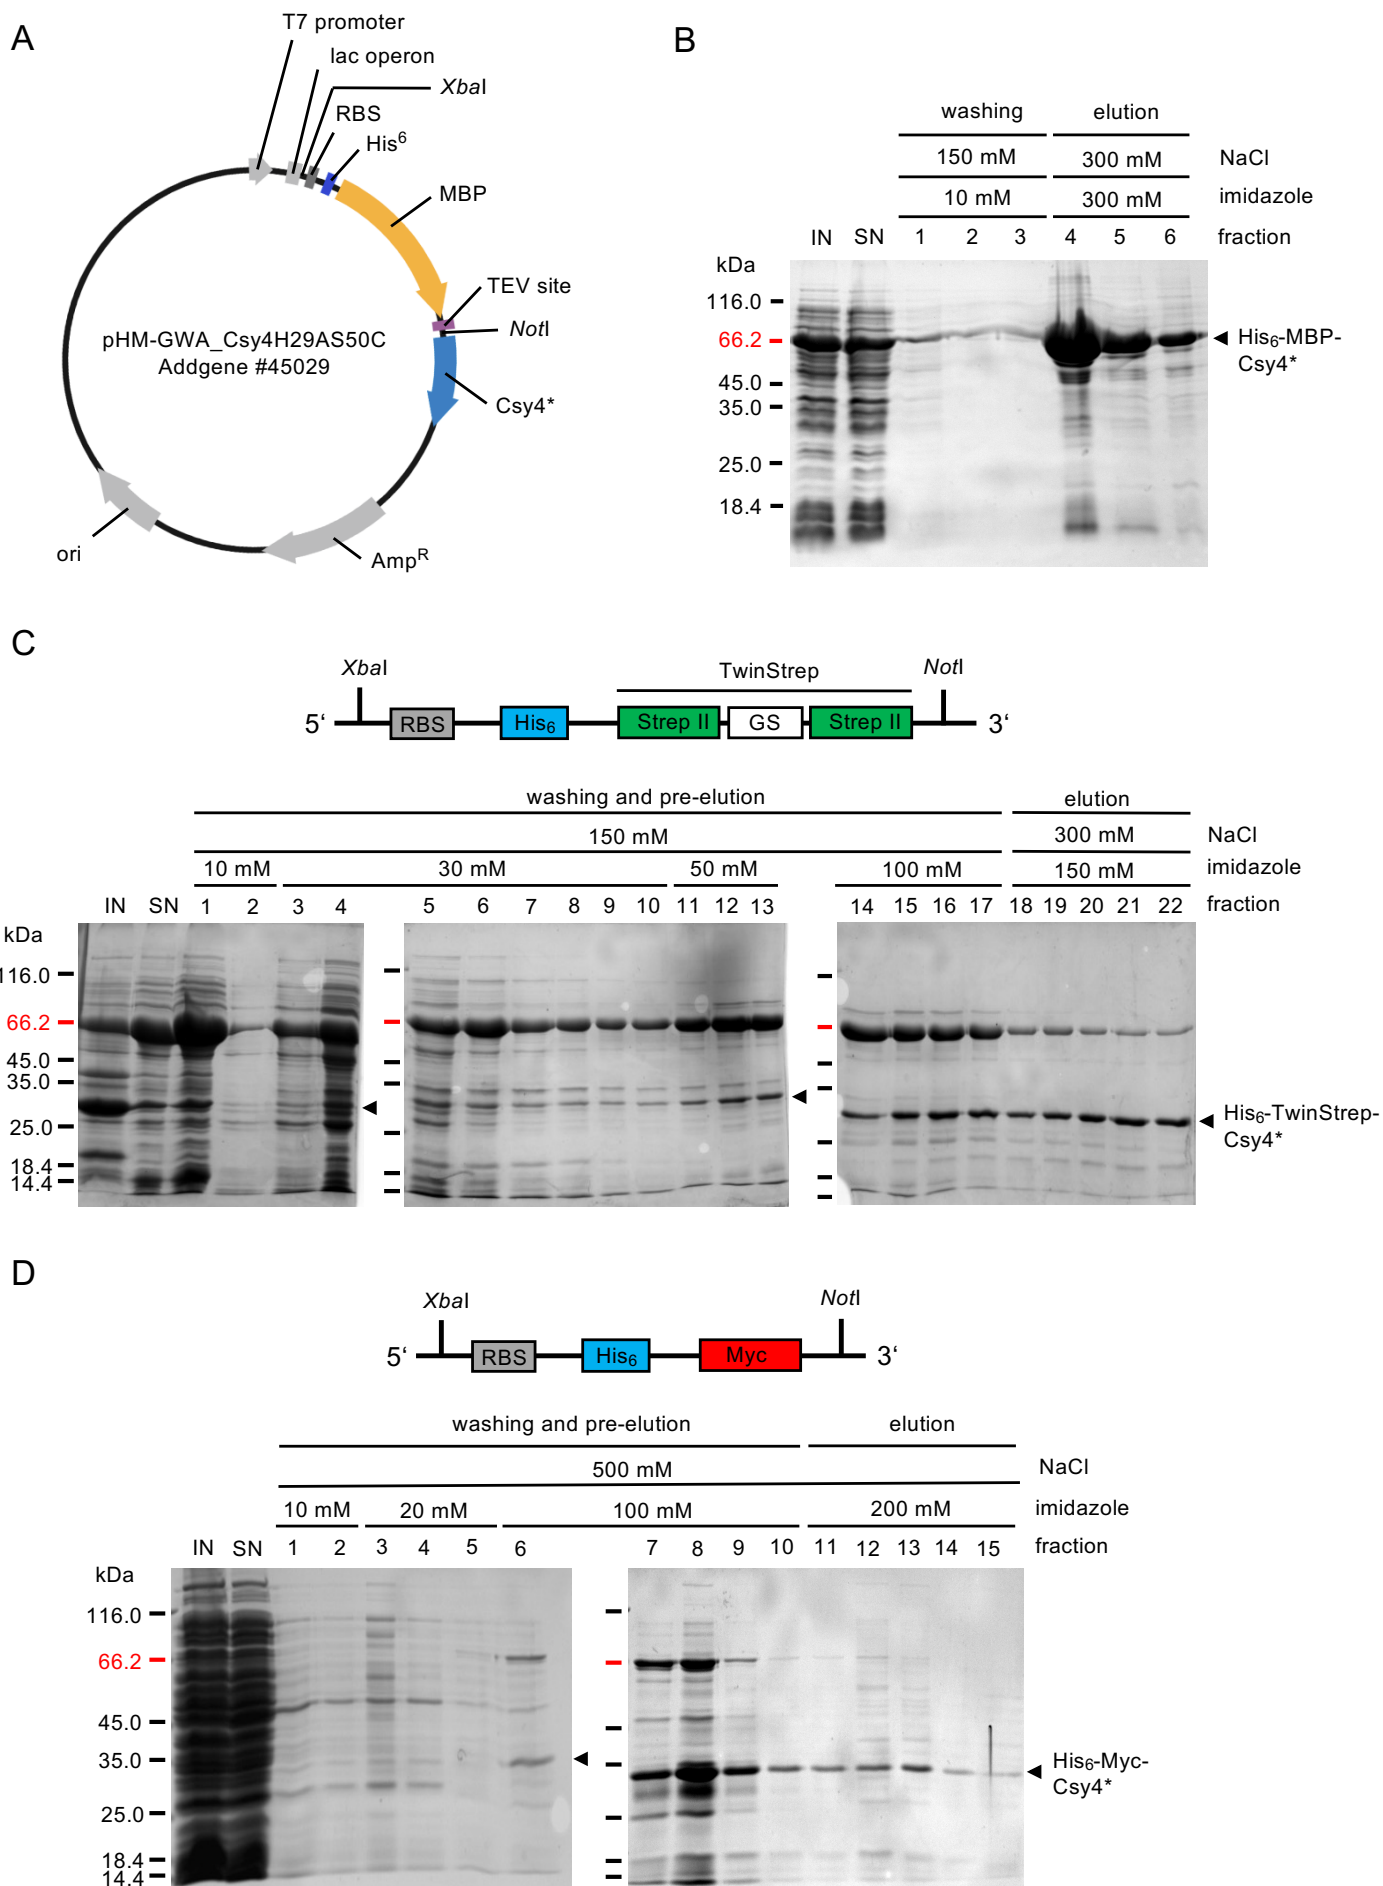 A
T7 promoter
lac operon
XbaI
RBS
His6
MBP
TEV site
NotI
pHM-GWA_Csy4H29AS50C
Addgene #45029
Csy4*
ori
AmpR
B
washing elution
150 mM 300 mM NaCl
10 mM 300 mM imidazole
IN SN 1 2 3 4 5 6 fraction
kDa
116.0
66.2
45.0
35.0
25.0
18.4
His6-MBP-
Csy4*
C
XbaI TwinStrep NotI
5‘ RBS His6 Strep II GS Strep II 3‘
washing and pre-elution elution
150 mM 300 mM NaCl
10 mM 30 mM 50 mM 100 mM 150 mM imidazole
IN SN 1 2 3 4 5 6 7 8 9 10 11 12 13 14 15 16 17 18 19 20 21 22 fraction
kDa
116.0
66.2
45.0
35.0
25.0
18.4
14.4
His6-TwinStrep-
Csy4*
D
XbaI NotI
5‘ RBS His6 Myc 3‘
washing and pre-elution elution
500 mM NaCl
10 mM 20 mM 100 mM 200 mM imidazole
IN SN 1 2 3 4 5 6 7 8 9 10 11 12 13 14 15 fraction
kDa
116.0
66.2
45.0
35.0
25.0
18.4
14.4
His6-Myc-
Csy4*